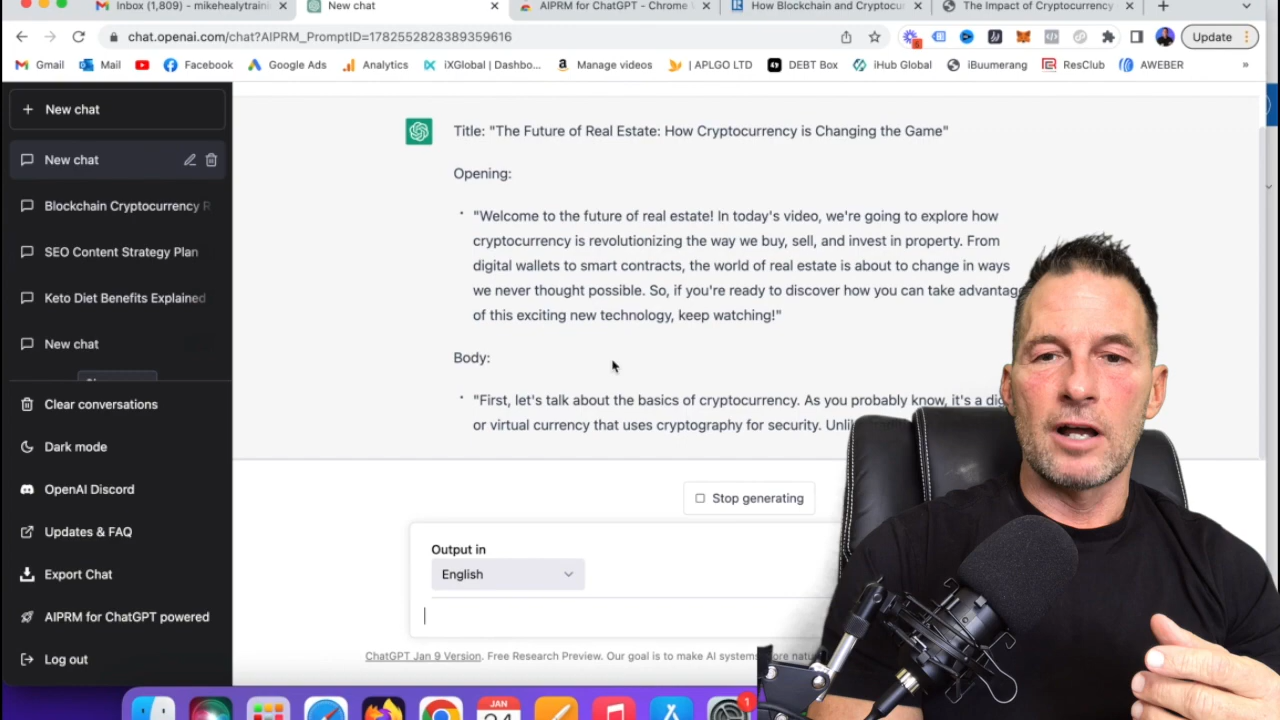 Inbox (1,809) - mikehealytraini
New chat
AIPRM for ChatGPT - Chrome
How Blockchain and Cryptocur
The Impact of Cryptocurrency
chat.openai.com/chat?AIPRM_PromptID=1782552828389359616
Update
Gmail
Mail
Facebook
Google Ads
Analytics
iXGlobal | Dashbo...
Manage videos
| APLGO LTD
DEBT Box
iHub Global
iBuumerang
ResClub
AWEBER
»
+ New chat
New chat
Blockchain Cryptocurrency R
SEO Content Strategy Plan
Keto Diet Benefits Explained
New chat
Clear conversations
Dark mode
OpenAI Discord
Updates & FAQ
Export Chat
AIPRM for ChatGPT powered
Log out
Title: "The Future of Real Estate: How Cryptocurrency is Changing the Game"
Opening:
"Welcome to the future of real estate! In today's video, we're going to explore how
cryptocurrency is revolutionizing the way we buy, sell, and invest in property. From
digital wallets to smart contracts, the world of real estate is about to change in ways
we never thought possible. So, if you're ready to discover how you can take advantage
of this exciting new technology, keep watching!"
Body:
"First, let's talk about the basics of cryptocurrency. As you probably know, it's a dig
or virtual currency that uses cryptography for security.
Stop generating
Output in
English
ChatGPT Jan 9 Version. Free Research Preview. Our goal is to make AI systems more natu
JAN
24
1